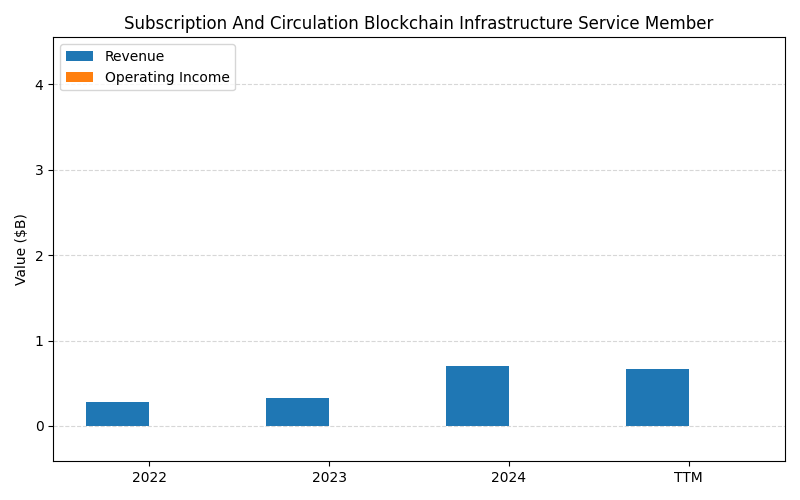 Subscription And Circulation Blockchain Infrastructure Service Member
Revenue
Operating Income
Value ($B)
4
3
2
1
0
2022
2023
2024
TTM